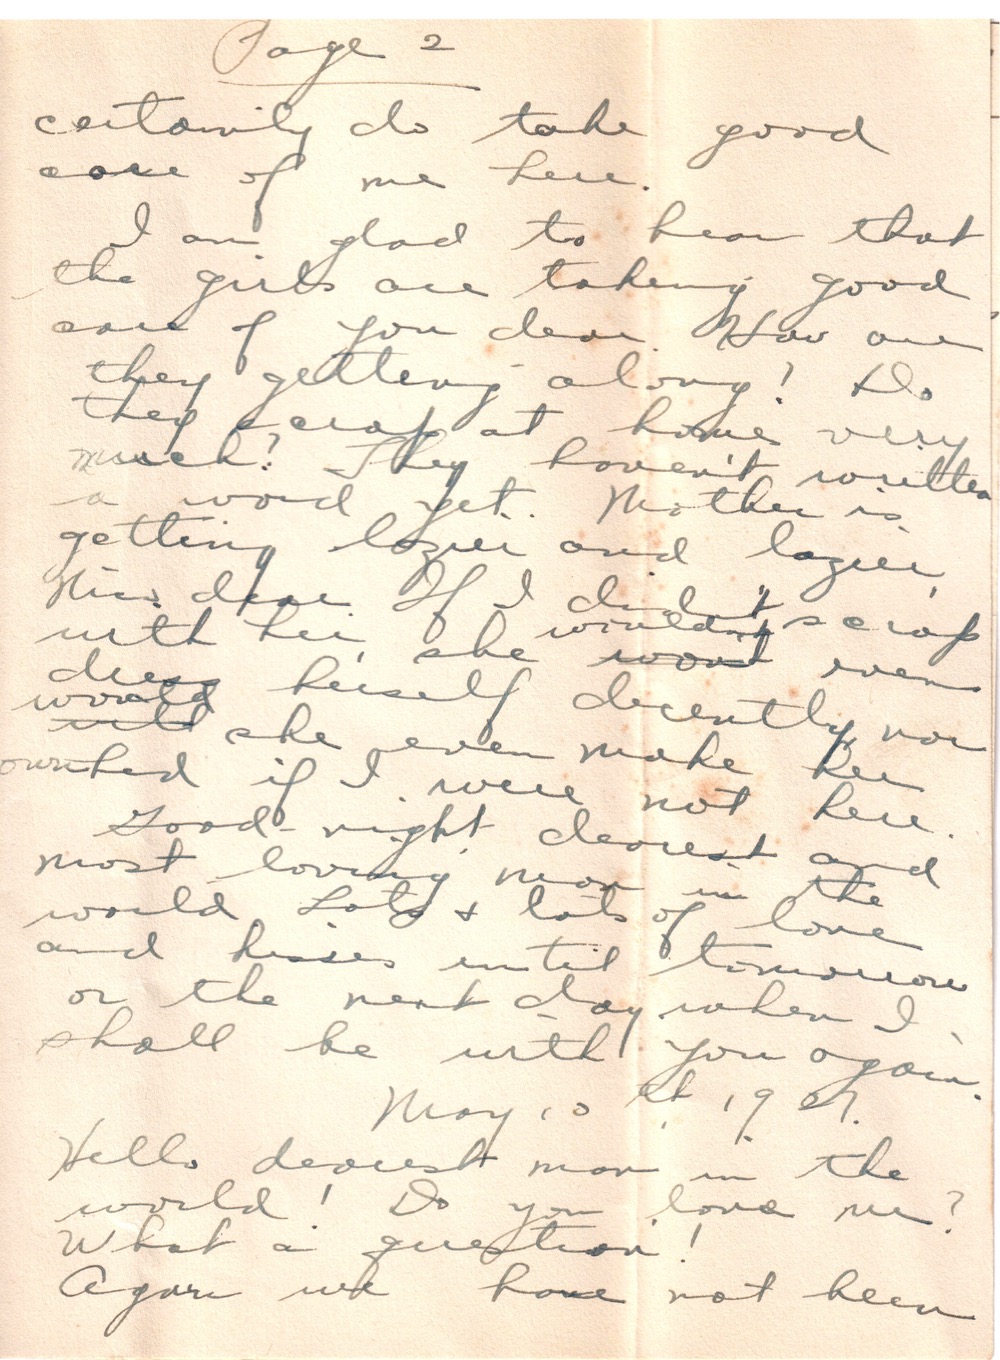 Page 2
certainly do take good
care of me here.
I am glad to hear that
the girls are taking good
care of you dear. How are
they getting along? Do
they scrap at home very
much? They haven't written
a word yet. Mother is
getting lazier and lazier,
dear. If I didn't scrap
with her, she wouldn't won't even
dress herself decently nor
would will she even make her
own bed if I were not here.
Good-night dearest and
most loving man in the
world Lots & lots of love
and kisses until tomorrow
or the next day when I
shall be with you again.
May 10 th, 1927.
Hello dearest man in the
world! Do you love me?
What a question!
Again we have not been